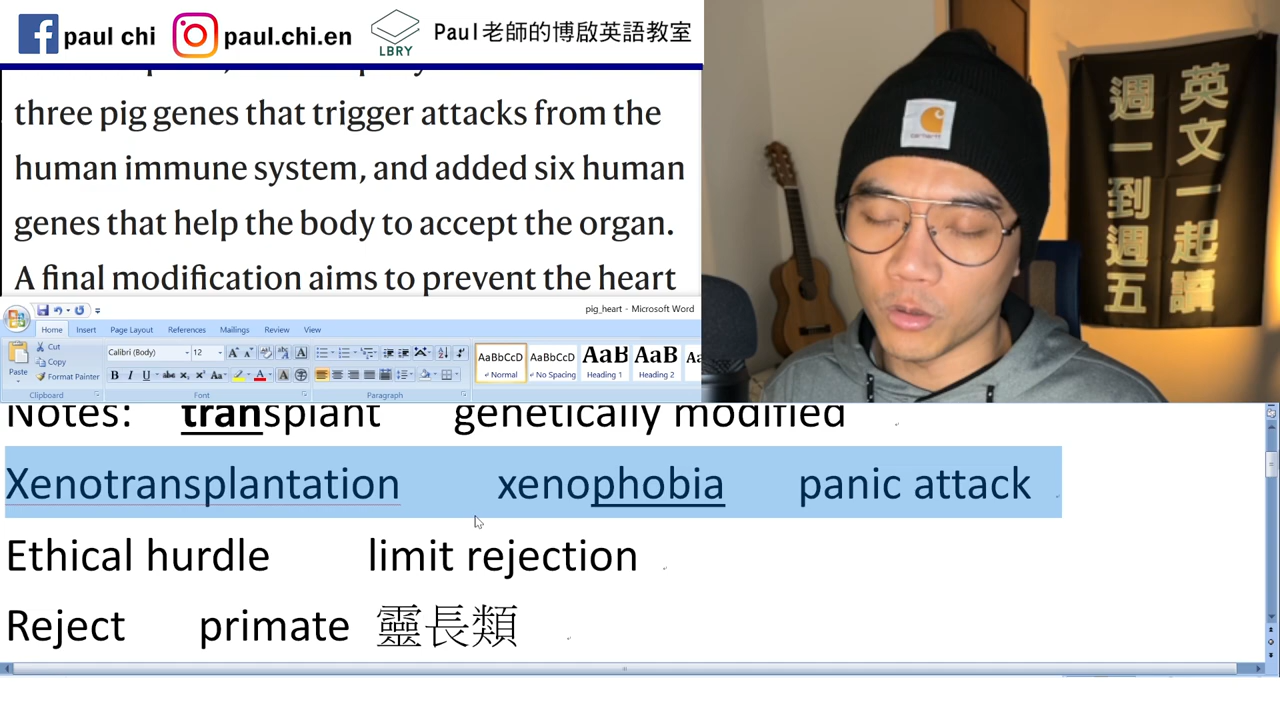 paul chi
paul.chi.en
LBRY
Paul老師的博啟英語教室
three pig genes that trigger attacks from the
human immune system, and added six human
genes that help the body to accept the organ.
A final modification aims to prevent the heart
pig_heart - Microsoft Word
Home Insert Page Layout References Mailings Review View
Paste
Cut
Copy
Format Painter
Clipboard
Calibri (Body) 12
Font
Paragraph
AaBbCcD AaBbCcD AaB AaB Aa
Normal No Spacing Heading 1 Heading 2
Notes: transplant genetically modified
Xenotransplantation xenophobia panic attack
Ethical hurdle limit rejection
Reject primate 靈長類
carhartt
英文一起讀
週一到週五